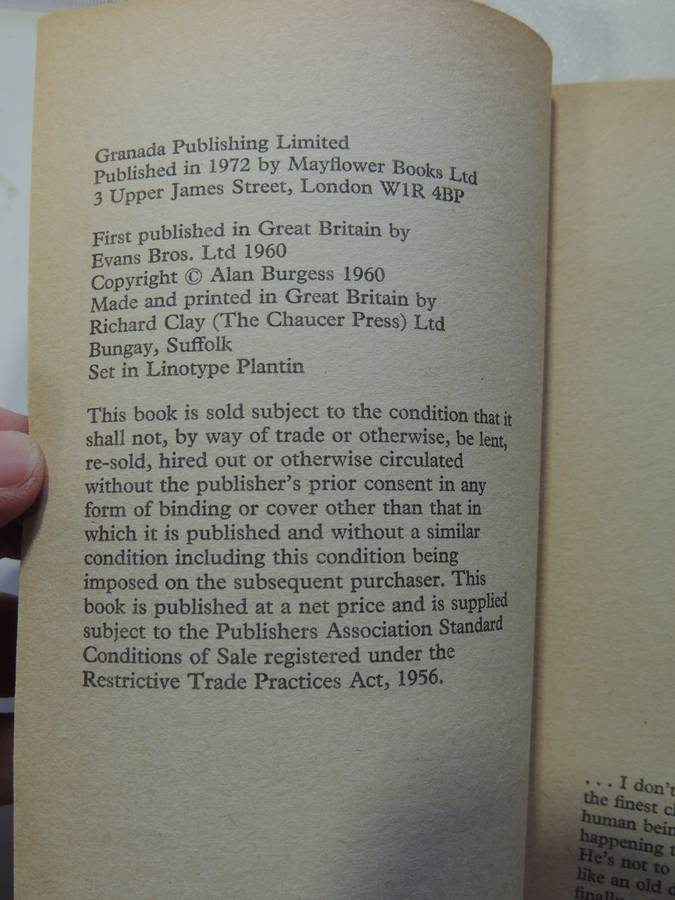 Granada Publishing Limited
Published in 1972 by Mayflower Books Ltd
3 Upper James Street, London W1R 4BP
First published in Great Britain by
Evans Bros. Ltd 1960
Copyright © Alan Burgess 1960
Made and printed in Great Britain by
Richard Clay (The Chaucer Press) Ltd
Bungay, Suffolk
Set in Linotype Plantin
This book is sold subject to the condition that it
shall not, by way of trade or otherwise, be lent,
re-sold, hired out or otherwise circulated
without the publisher's prior consent in any
form of binding or cover other than that in
which it is published and without a similar
condition including this condition being
imposed on the subsequent purchaser. This
book is published at a net price and is supplied
subject to the Publishers Association Standard
Conditions of Sale registered under the
Restrictive Trade Practices Act, 1956.
. . . I don't
the finest
human
happening
He's not to
like an old